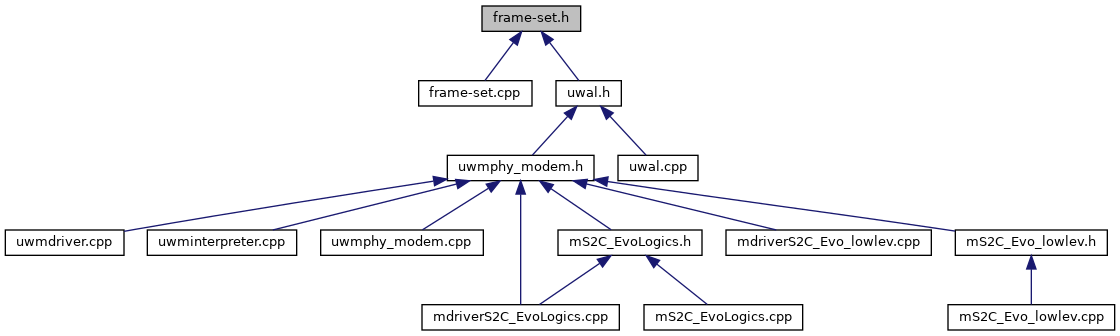 frame-set.h
frame-set.cpp
uwal.h
uwmphy_modem.h
uwal.cpp
uwmdriver.cpp
uwminterpreter.cpp
uwmphy_modem.cpp
mS2C_EvoLogics.h
mdriverS2C_Evo_lowlev.cpp
mS2C_Evo_lowlev.h
mdriverS2C_EvoLogics.cpp
mS2C_EvoLogics.cpp
mS2C_Evo_lowlev.cpp